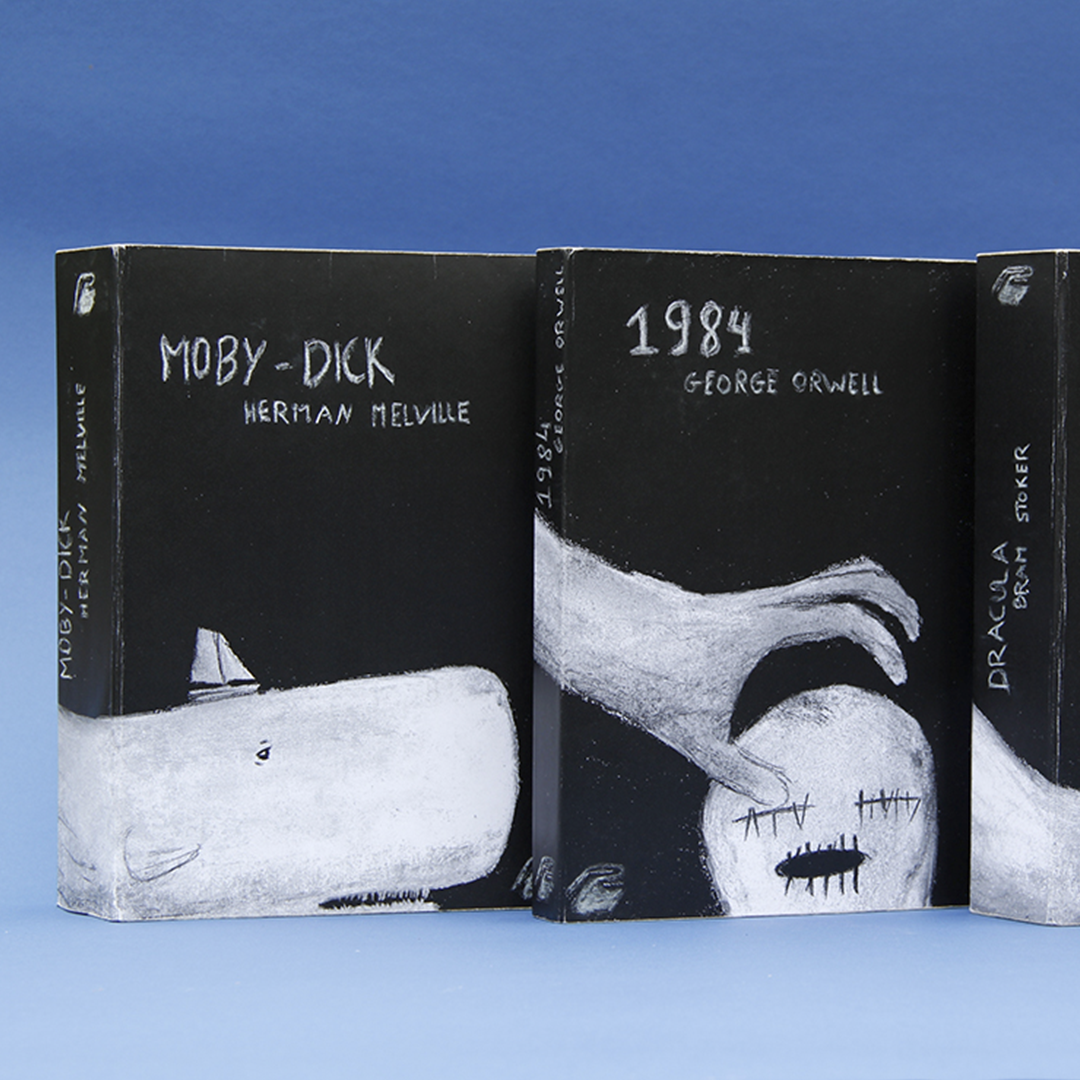 MOBY-DICK
HERMAN MELVILLE
MOBY-DICK
HERMAN MELVILLE
1984
GEORGE ORWELL
1984
GEORGE ORWELL
DRACULA
BRAM STOKER